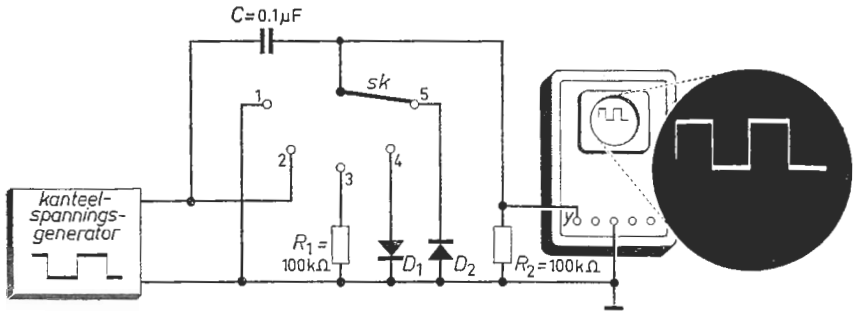 C=0.1µF
sk
1
5
2
3
4
kanteel-
spannings-
generator
R1=
100kΩ
D1
D2
R2=100kΩ
y